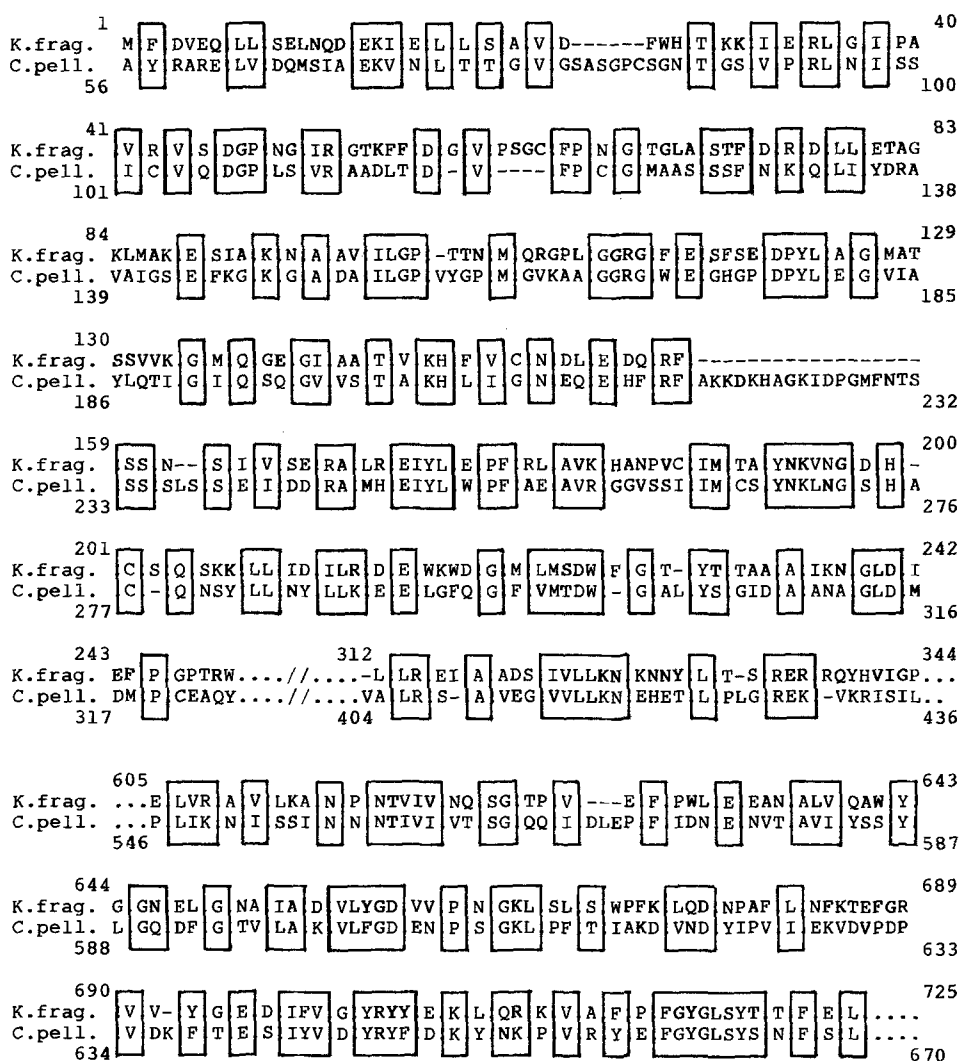 1 40
K.frag. M F DVEQ LL SELNQD EKI E L L S A V D------FWH T KK I E RL G I PA
C.pell. A Y RARE LV DQMSIA EKV N L T T G V GSASGPCSGN T GS V P RL N I SS
56 100
41 83
K.frag. V R V S DGP NG IR GTKFF D G V PSGC FP N G TGLA STF D R D LL ETAG
C.pell. I C V Q DGP LS VR AADLT D - V ---- FP C G MAAS SSF N K Q LI YDRA
101 138
84 129
K.frag. KLMAK E SIA K N A AV ILGP -TTN M QRGPL GGRG F E SFSE DPYL A G MAT
C.pell. VAIGS E FKG K G A DA ILGP VYGP M GVKAA GGRG W E GHGP DPYL E G VIA
139 185
130
K.frag. SSVVK G M Q GE GI AA T V KH F V C N DL E DQ RF ------------------
C.pell. YLQTI G I Q SQ GV VS T A KH L I G N EQ E HF RF AKKDKHAGKIDPGMFNTS
186 232
159 200
K.frag. SS N-- S I V SE RA LR EIYL E PF RL AVK HANPVC IM TA YNKVNG D H -
C.pell. SS SLS S E I DD RA MH EIYL W PF AE AVR GGVSSI IM CS YNKLNG S H A
233 276
201 242
K.frag. C S Q SKK LL ID ILR D E WKWD G M LMSDW F G T- YT TAA A IKN GLD I
C.pell. C - Q NSY LL NY LLK E E LGFQ G F VMTDW - G AL YS GID A ANA GLD M
277 316
243 312 344
K.frag. EF P GPTRW....// ..-L LR EI A ADS IVLLKN KNNY L T-S RER RQYHVIGP..
C.pell. DM P CEAQY....// ..VA LR S- A VEG VVLLKN EHET L PLG REK -VKRISIL..
317 404 436
605 643
K.frag. ...E LVR A V LKA N P NTVIV NQ SG TP V ---E F PWL E EAN ALV QAW Y
C.pell. ...P LIK N I SSI N N NTIVI VT SG QQ I DLEP F IDN E NVT AVI YSS Y
546 587
644 689
K.frag. G GN EL G NA IA D VLYGD VV P N GKL SL S WPFK LQD NPAF L NFKTEFGR
C.pell. L GQ DF G TV LA K VLFGD EN P S GKL PF T IAKD VND YIPV I EKVDVPDP
588 633
690 725
K.frag. V V- Y GE D IFV G YRYY E K L QR K V A F P FGYGLSYT T F E L ....
C.pell. V DK F TE S IYV D YRYF D K Y NK P V R Y E FGYGLSYS N F S L ....
634 670